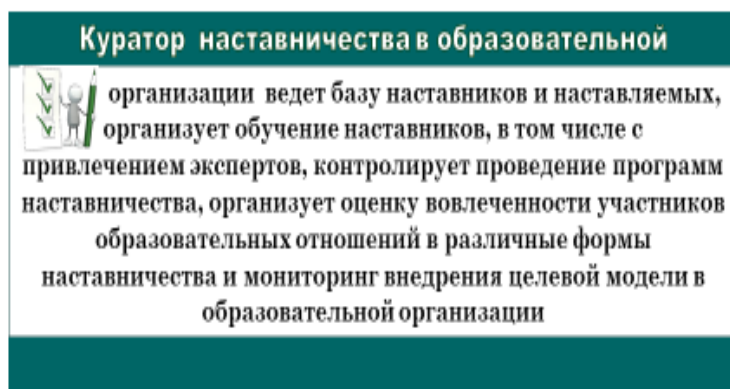 Куратор наставничества в образовательной
организации ведет базу наставников и наставляемых,
организует обучение наставников, в том числе с
привлечением экспертов, контролирует проведение программ
наставничества, организует оценку вовлеченности участников
образовательных отношений в различные формы
наставничества и мониторинг внедрения целевой модели в
образовательной организации